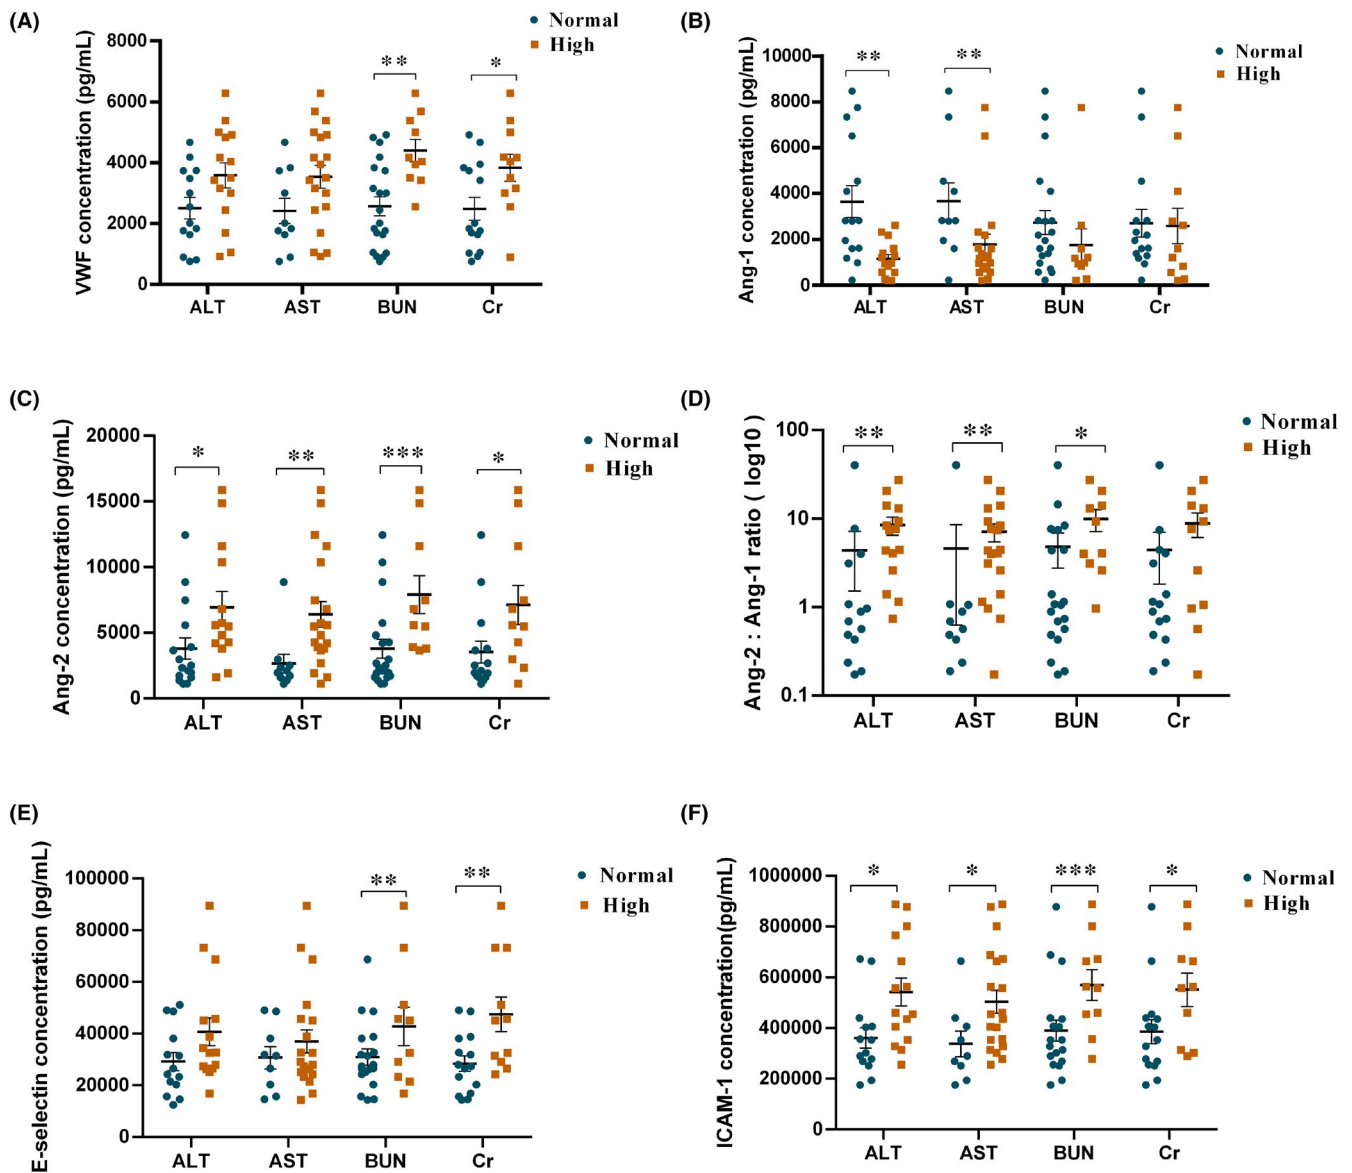 (A)
Normal
High
VWF concentration (pg/mL)
8000
6000
4000
2000
0
** *
ALT AST BUN Cr
(B)
Normal
High
Ang-1 concentration (pg/mL)
10000
8000
6000
4000
2000
0
** **
ALT AST BUN Cr
(C)
Normal
High
Ang-2 concentration (pg/mL)
20000
15000
10000
5000
0
* ** *** *
ALT AST BUN Cr
(D)
Normal
High
Ang-2 : Ang-1 ratio ( log10 )
100
10
1
0.1
** ** *
ALT AST BUN Cr
(E)
Normal
High
E-selectin concentration (pg/mL)
100000
80000
60000
40000
20000
0
** **
ALT AST BUN Cr
(F)
Normal
High
ICAM-1 concentration(pg/mL)
1000000
800000
600000
400000
200000
0
* * *** *
ALT AST BUN Cr